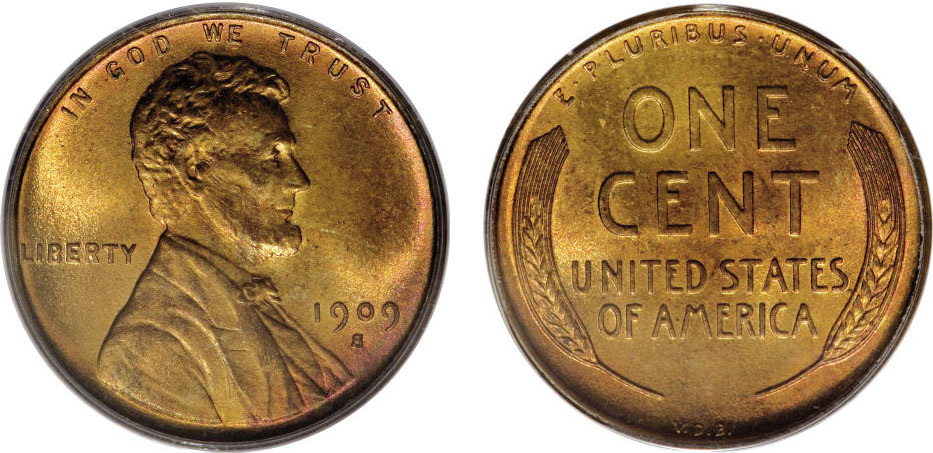 IN GOD WE TRUST
LIBERTY
1909
S
E·PLURIBUS·UNUM
ONE
CENT
UNITED STATES
OF AMERICA
V.D.B.